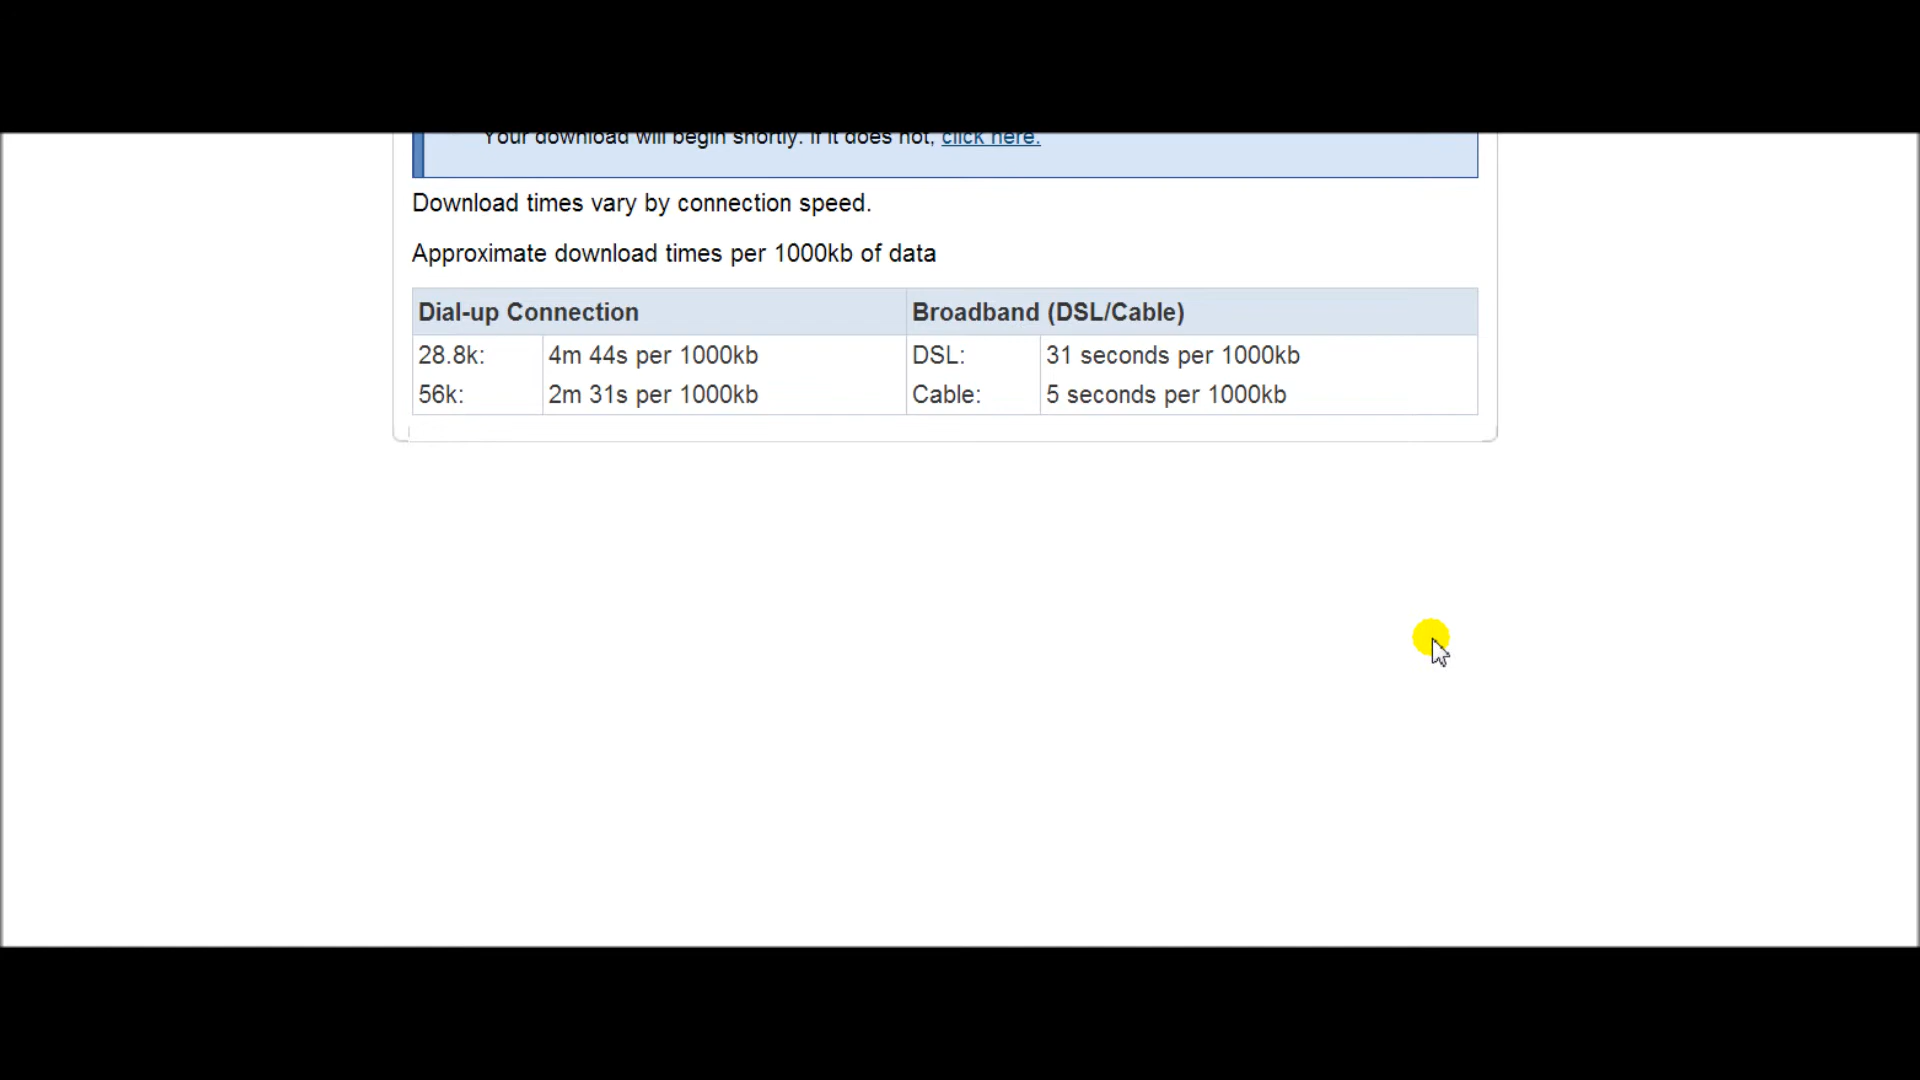 Your download will begin shortly. If it does not, click here.
Download times vary by connection speed.
Approximate download times per 1000kb of data
Dial-up Connection Broadband (DSL/Cable)
28.8k: 4m 44s per 1000kb DSL: 31 seconds per 1000kb
56k: 2m 31s per 1000kb Cable: 5 seconds per 1000kb